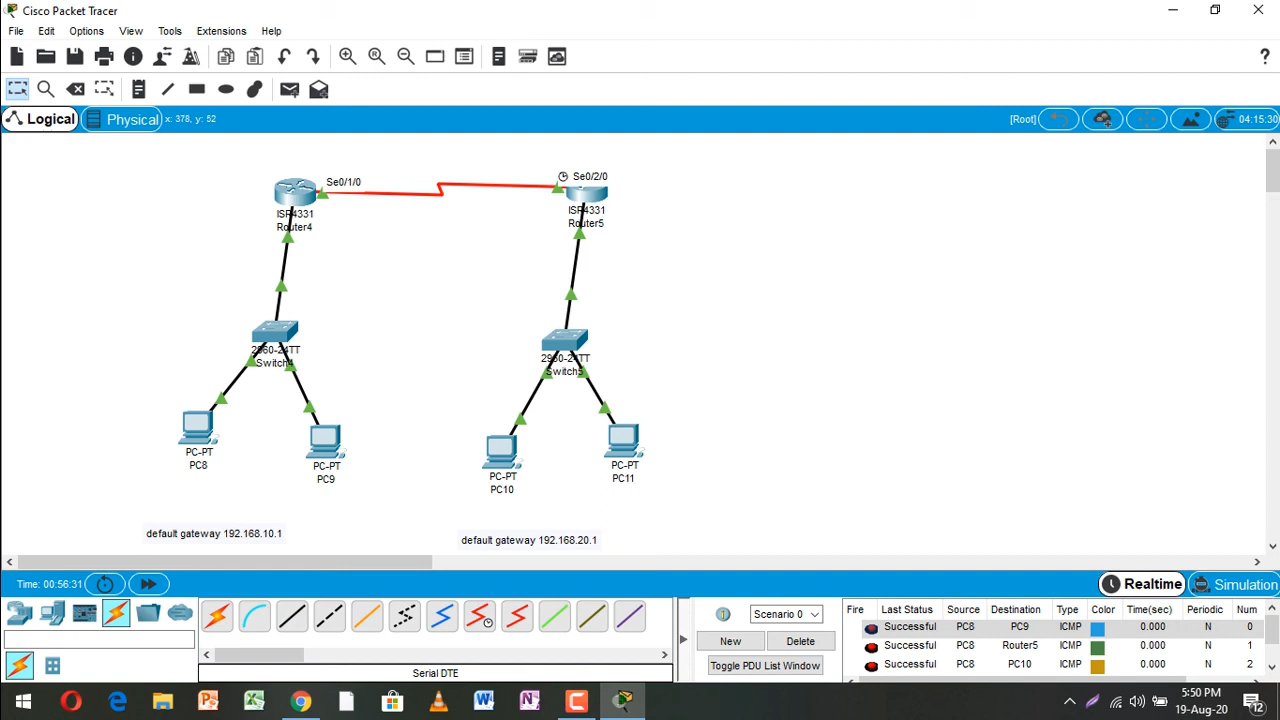 Cisco Packet Tracer
File Edit Options View Tools Extensions Help
Logical Physical x: 378, y: 52 [Root] 04:15:30
Se0/1/0
Se0/2/0
ISR4331
Router4
ISR4331
Router5
2960-24TT
Switch4
2960-24TT
Switch5
PC-PT
PC8
PC-PT
PC9
PC-PT
PC10
PC-PT
PC11
default gateway 192.168.10.1
default gateway 192.168.20.1
Time: 00:56:31 Realtime Simulation
Scenario 0
New Delete
Toggle PDU List Window
Fire Last Status Source Destination Type Color Time(sec) Periodic Num
Successful PC8 PC9 ICMP 0.000 N 0
Successful PC8 Router5 ICMP 0.000 N 1
Successful PC8 PC10 ICMP 0.000 N 2
Serial DTE
5:50 PM
19-Aug-20
12